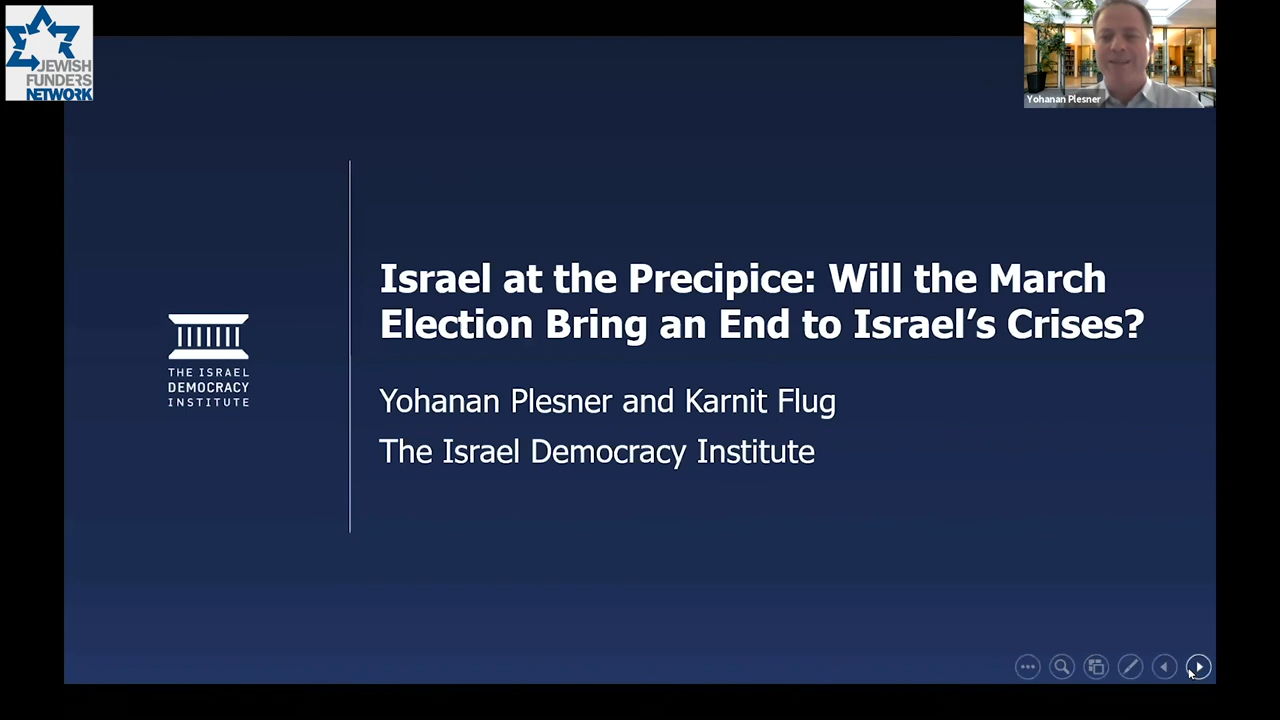 JEWISH
FUNDERS
NETWORK
Yohanan Plesner
Israel at the Precipice: Will the March
Election Bring an End to Israel's Crises?
Yohanan Plesner and Karnit Flug
The Israel Democracy Institute
THE ISRAEL
DEMOCRACY
INSTITUTE